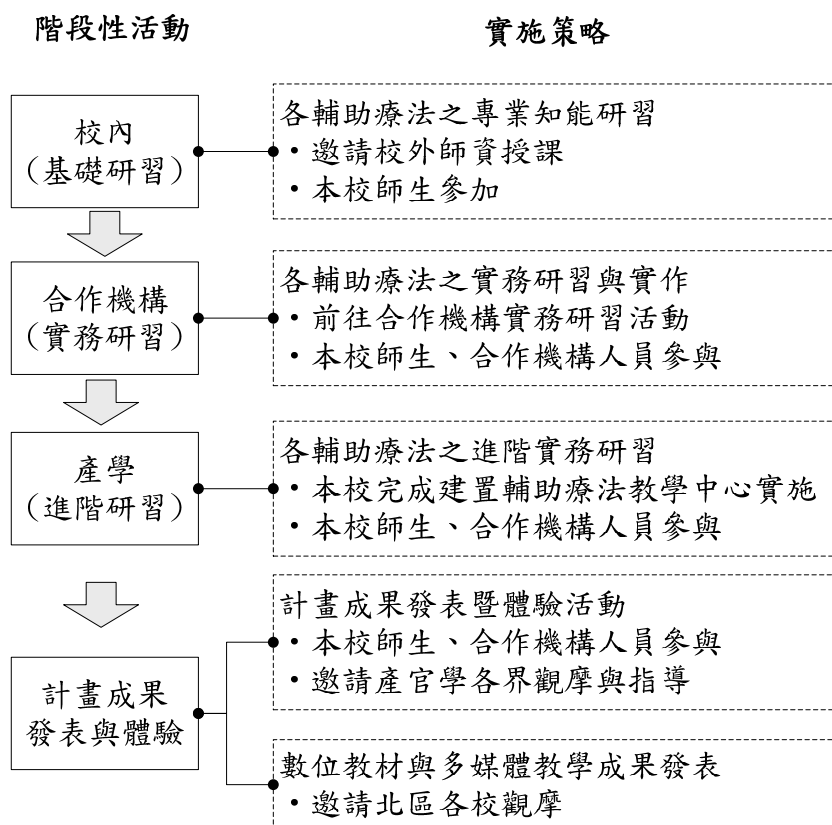 階段性活動
實施策略
校內
（基礎研習）
各輔助療法之專業知能研習
・邀請校外師資授課
・本校師生參加
合作機構
（實務研習）
各輔助療法之實務研習與實作
・前往合作機構實務研習活動
・本校師生、合作機構人員參與
產學
（進階研習）
各輔助療法之進階實務研習
・本校完成建置輔助療法教學中心實施
・本校師生、合作機構人員參與
計畫成果
發表與體驗
計畫成果發表暨體驗活動
・本校師生、合作機構人員參與
・邀請產官學各界觀摩與指導
數位教材與多媒體教學成果發表
・邀請北區各校觀摩